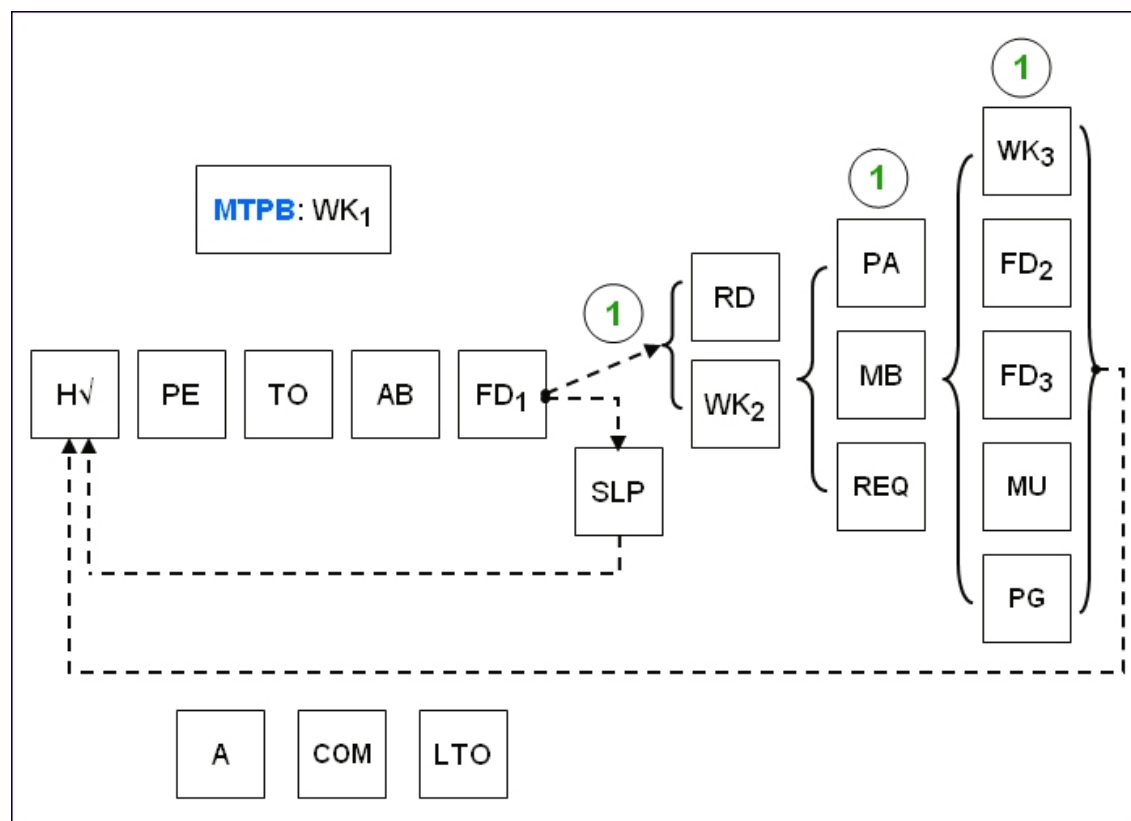 1
WK₃
1
MTPB: WK₁
PA
FD₂
1
RD
H√
PE
TO
AB
FD₁
WK₂
MB
FD₃
SLP
REQ
MU
PG
A
COM
LTO